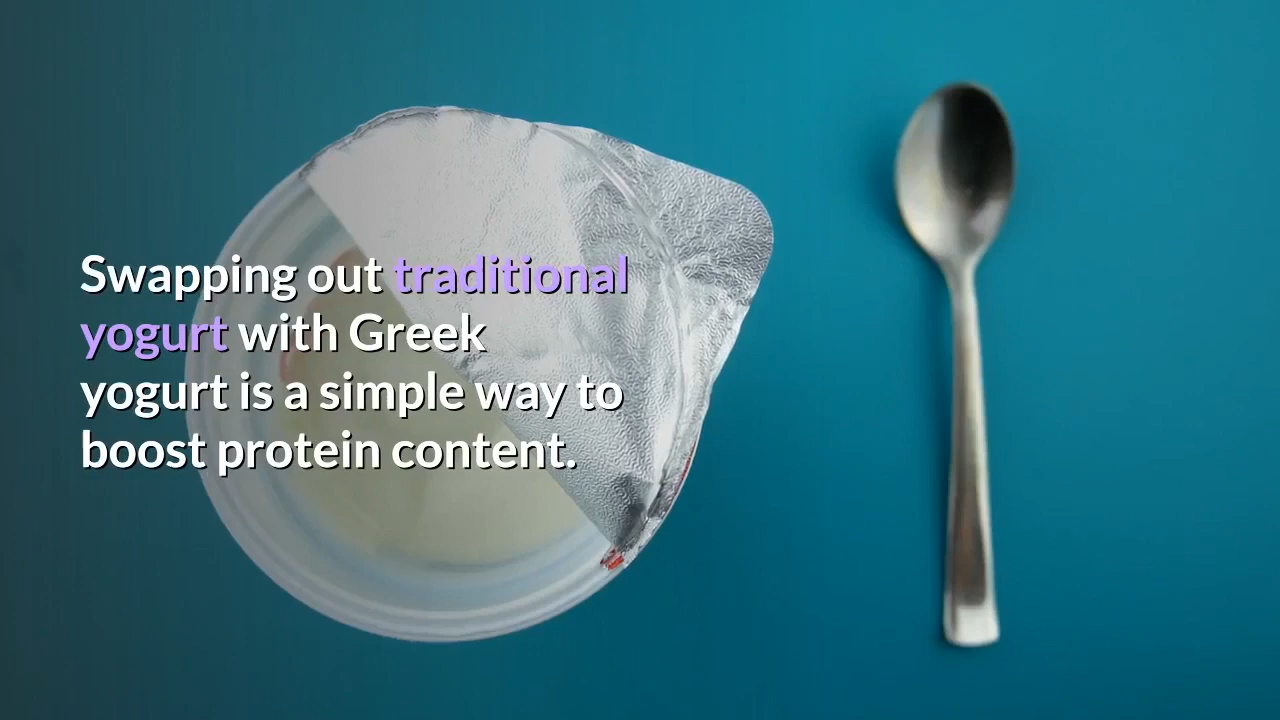 Swapping out traditional
yogurt with Greek
yogurt is a simple way to
boost protein content.